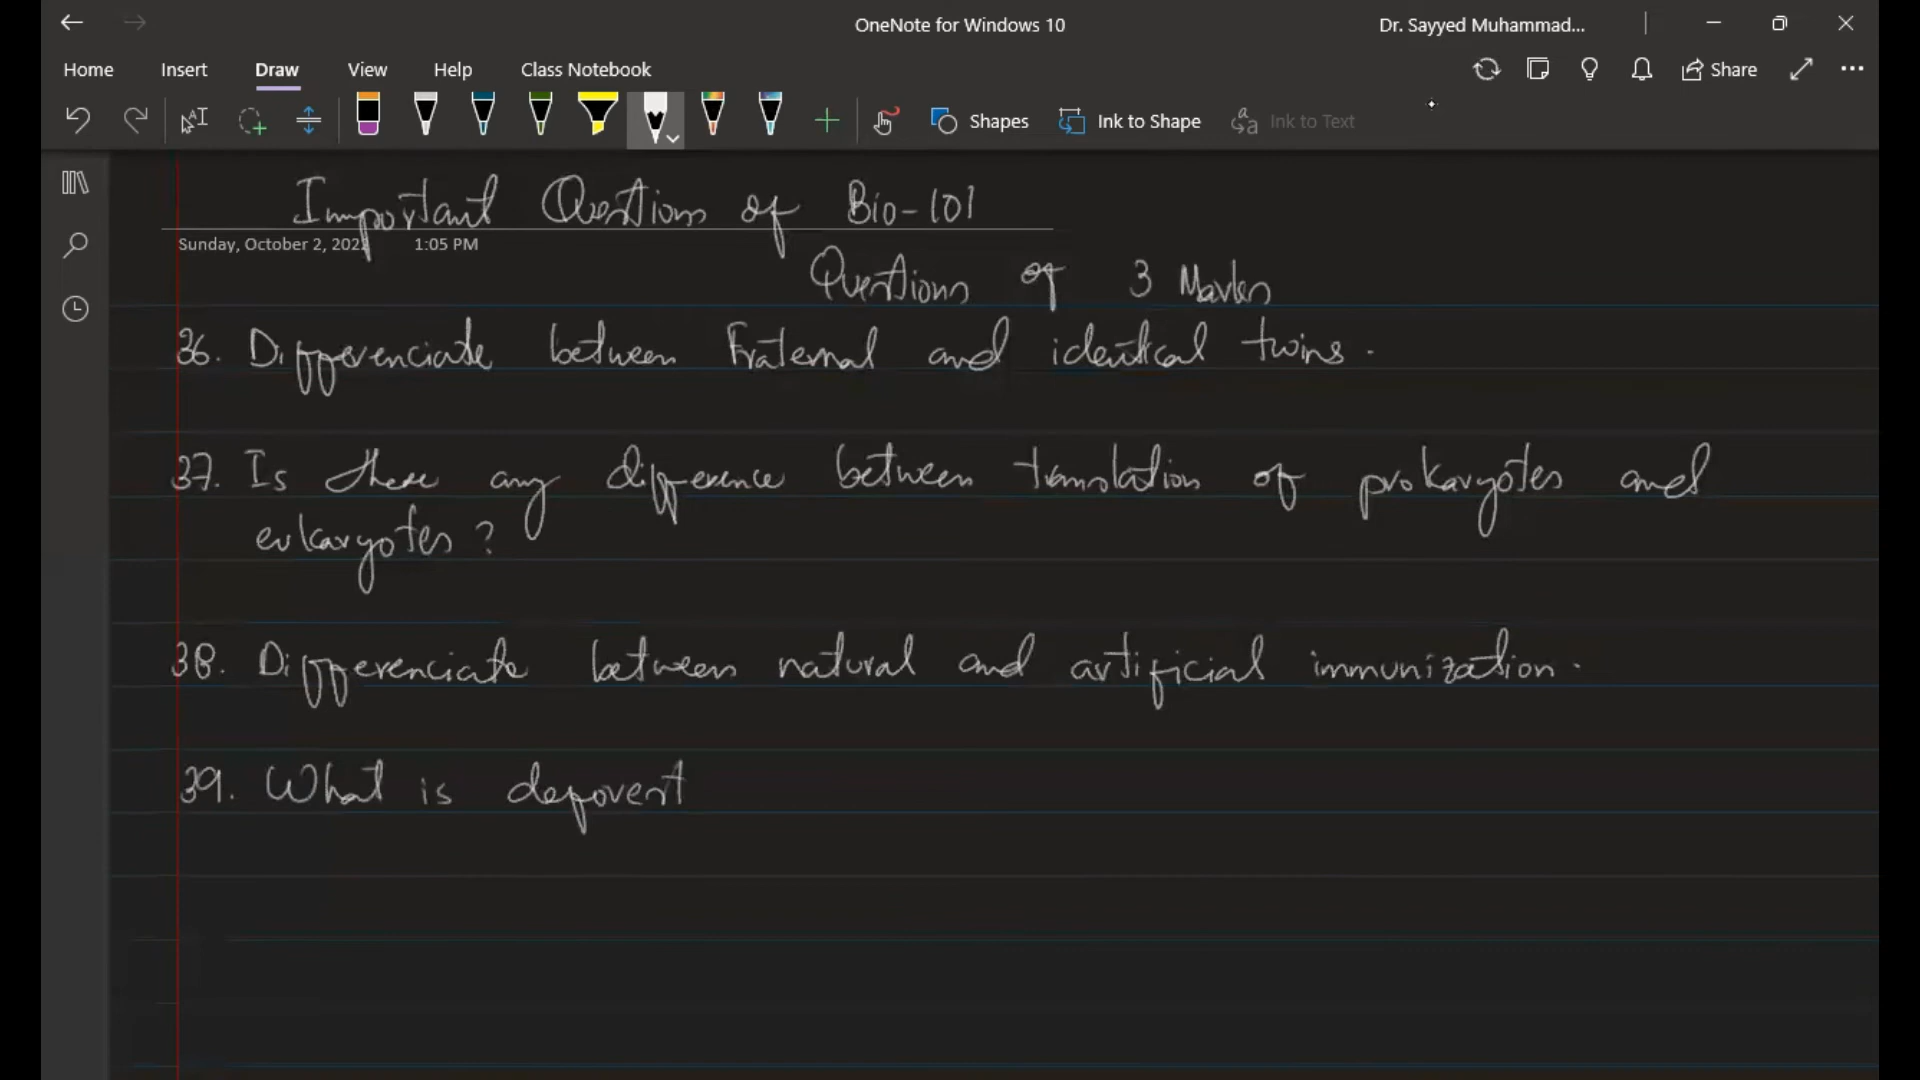 OneNote for Windows 10
Dr. Sayyed Muhammad...
Home Insert Draw View Help Class Notebook
Share
Shapes Ink to Shape Ink to Text
Important Questions of Bio-101
Sunday, October 2, 2022 1:05 PM
Questions of 3 Marks
36. Differenciate between Fraternal and identical twins.
37. Is there any difference between translation of prokaryotes and
eukaryotes?
38. Differenciate between natural and artificial immunization.
39. What is deforest